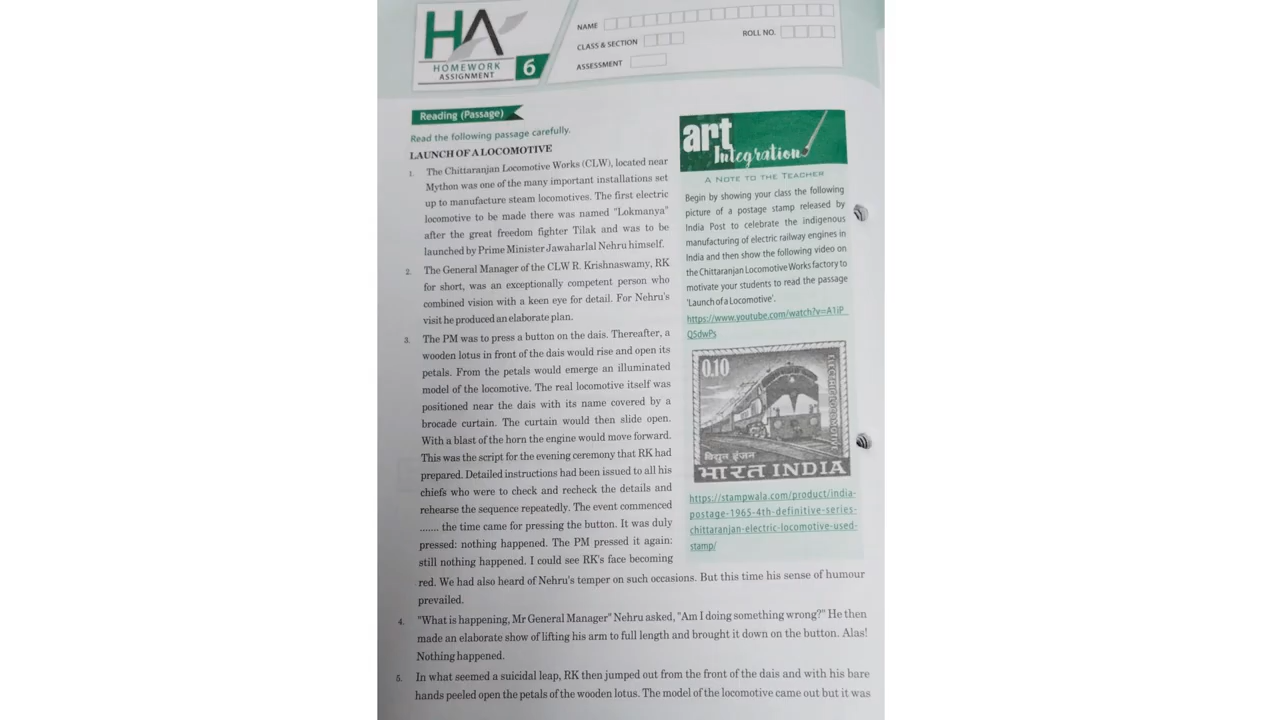 HA
HOMEWORK
ASSIGNMENT
6
NAME
CLASS & SECTION
ROLL NO.
ASSESSMENT
Reading (Passage)
Read the following passage carefully.
LAUNCH OF A LOCOMOTIVE
1. The Chittaranjan Locomotive Works (CLW), located near
Mython was one of the many important installations set
up to manufacture steam locomotives. The first electric
locomotive to be made there was named "Lokmanya"
after the great freedom fighter Tilak and was to be
launched by Prime Minister Jawaharlal Nehru himself.
2. The General Manager of the CLW R. Krishnaswamy, RK
for short, was an exceptionally competent person who
combined vision with a keen eye for detail. For Nehru's
visit he produced an elaborate plan.
3. The PM was to press a button on the dais. Thereafter, a
wooden lotus in front of the dais would rise and open its
petals. From the petals would emerge an illuminated
model of the locomotive. The real locomotive itself was
positioned near the dais with its name covered by a
brocade curtain. The curtain would then slide open.
With a blast of the horn the engine would move forward.
This was the script for the evening ceremony that RK had
prepared. Detailed instructions had been issued to all his
chiefs who were to check and recheck the details and
rehearse the sequence repeatedly. The event commenced
....... the time came for pressing the button. It was duly
pressed: nothing happened. The PM pressed it again:
still nothing happened. I could see RK's face becoming
red. We had also heard of Nehru's temper on such occasions. But this time his sense of humour
prevailed.
4. "What is happening, Mr General Manager" Nehru asked, "Am I doing something wrong?" He then
made an elaborate show of lifting his arm to full length and brought it down on the button. Alas!
Nothing happened.
5. In what seemed a suicidal leap, RK then jumped out from the front of the dais and with his bare
hands peeled open the petals of the wooden lotus. The model of the locomotive came out but it was
art
Integration
A NOTE TO THE TEACHER
Begin by showing your class the following
picture of a postage stamp released by
India Post to celebrate the indigenous
manufacturing of electric railway engines in
India and then show the following video on
the Chittaranjan Locomotive Works factory to
motivate your students to read the passage
'Launch of a Locomotive'.
https://www.youtube.com/watch?v=A1iP_
QSdwPs
0.10
ELECTRIC LOCOMOTIVE
विद्युत इंजन
भारत INDIA
https://stampwala.com/product/india-
postage-1965-4th-definitive-series-
chittaranjan-electric-locomotive-used-
stamp/